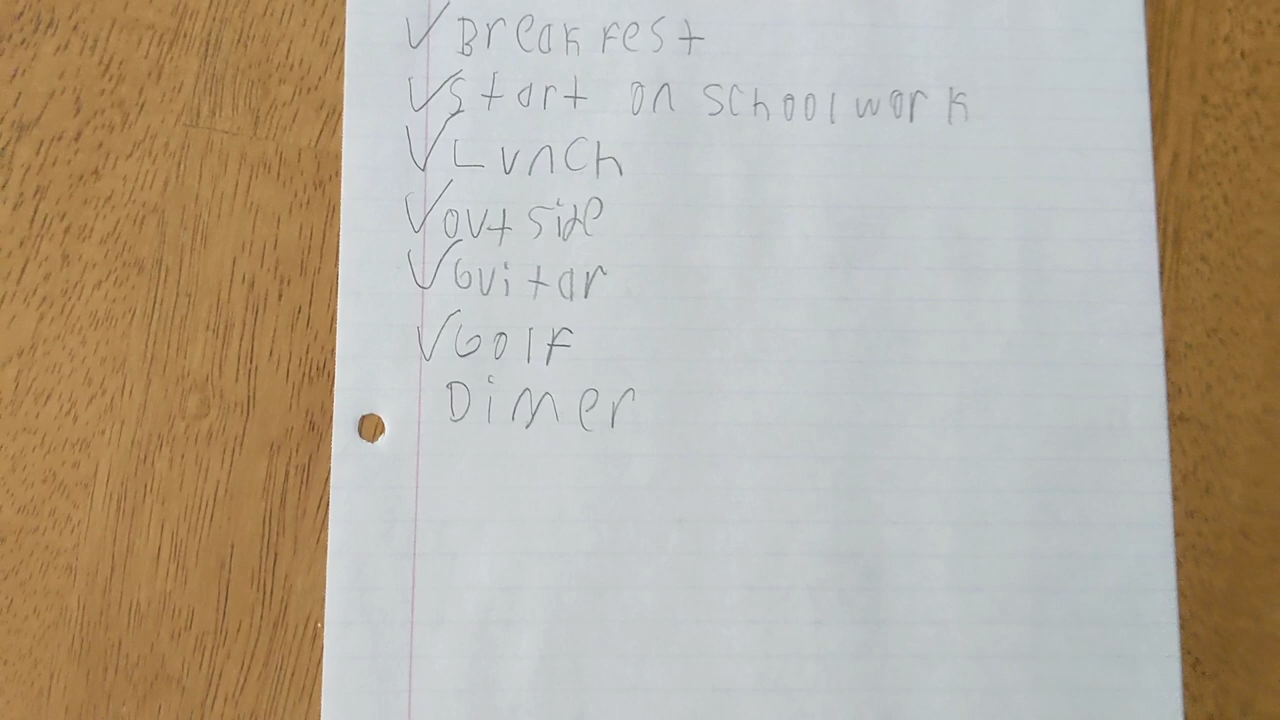 ✓ Breakfest
✓ Start on schoolwork
✓ Lunch
✓ outside
✓ Guitar
✓ Golf
Dinner